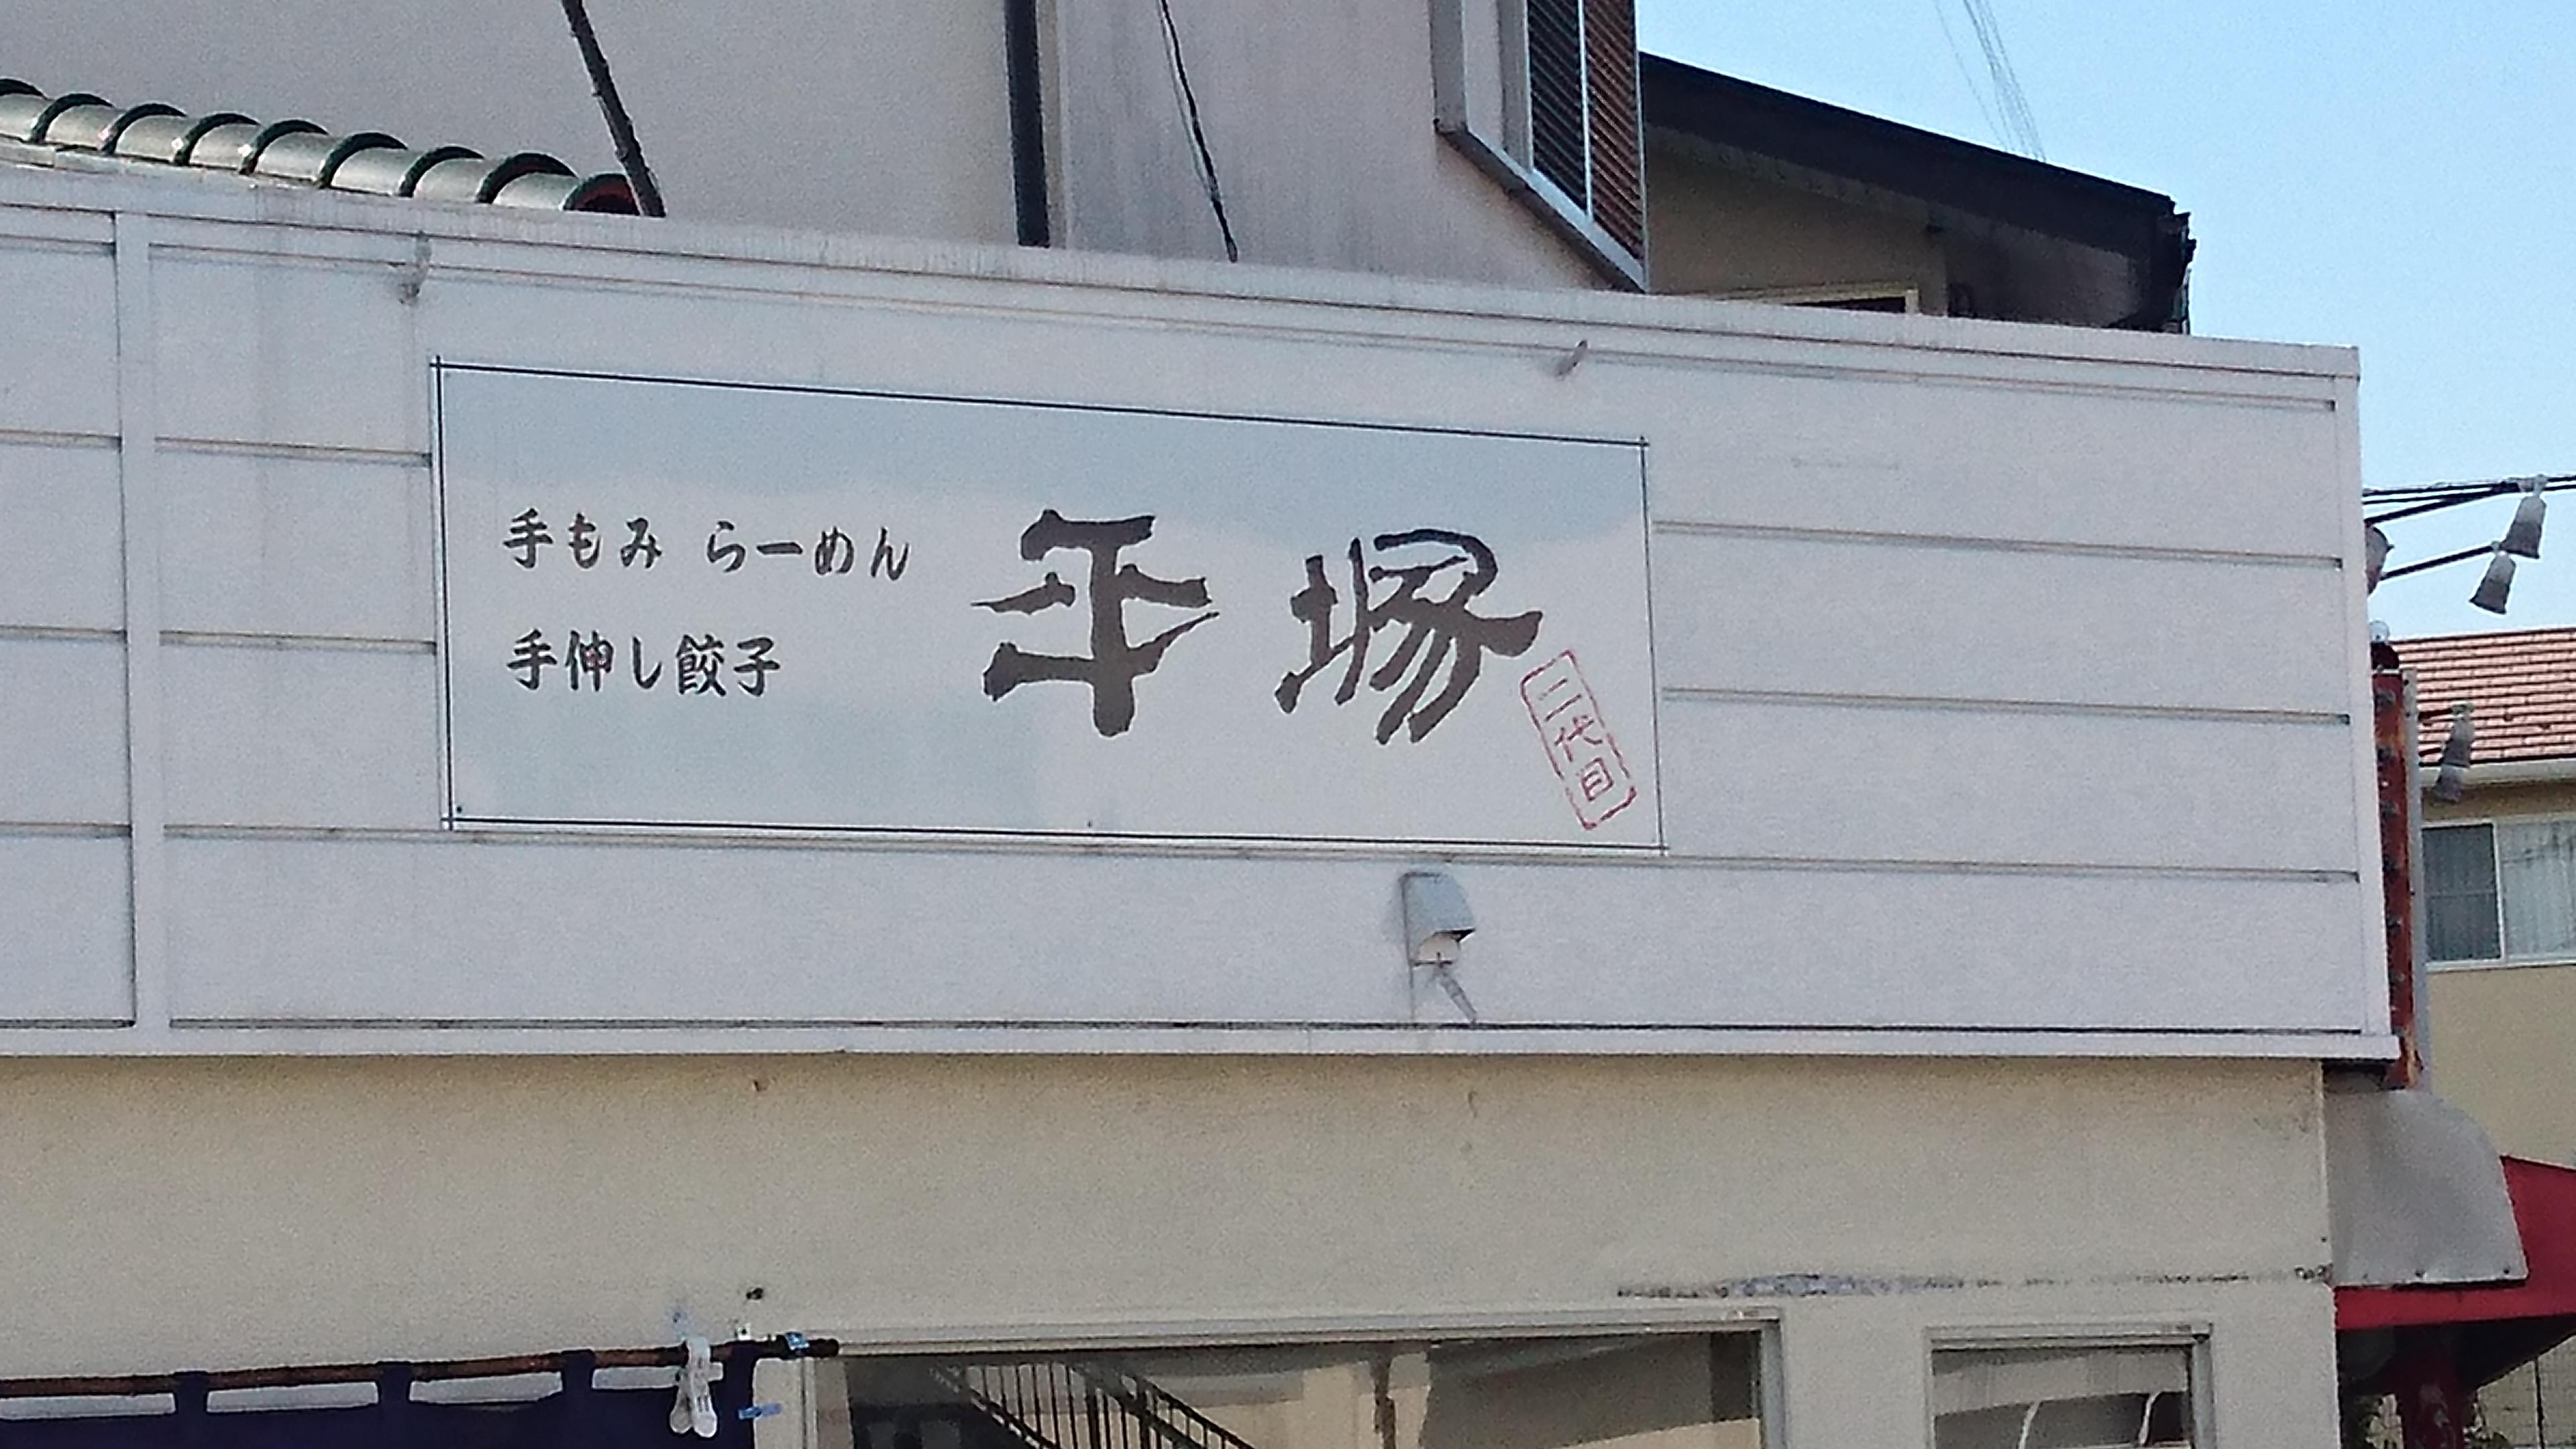 手もみ らーめん
手伸し餃子
平塚
二代目